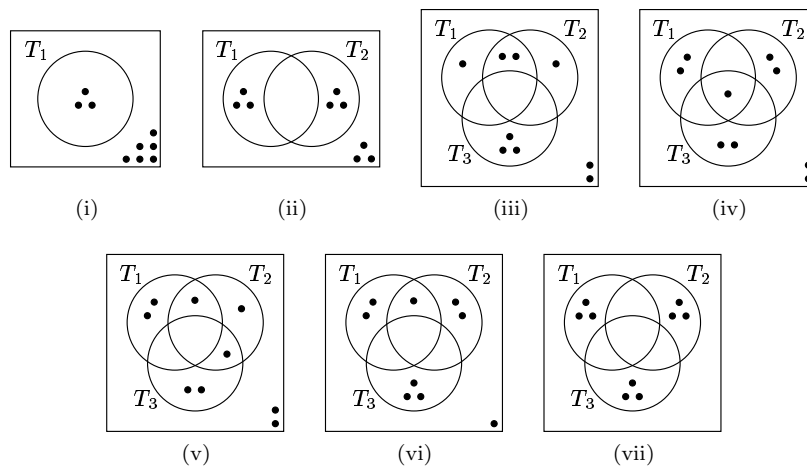 T1
(i)
T1 T2
(ii)
T1 T2
T3
(iii)
T1 T2
T3
(iv)
T1 T2
T3
(v)
T1 T2
T3
(vi)
T1 T2
T3
(vii)